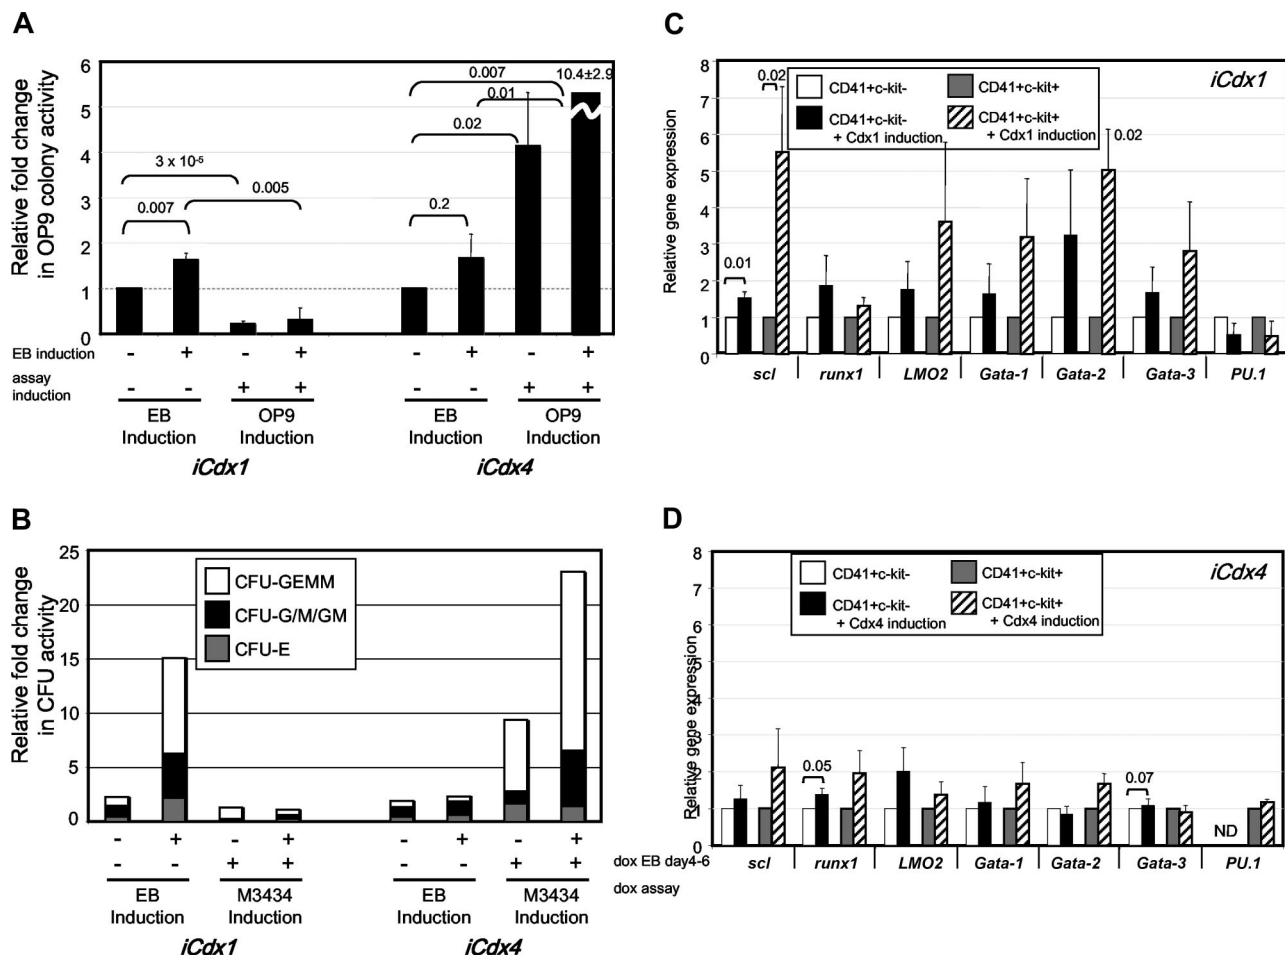 A
Relative fold change
in OP9 colony activity
6
5
4
3
2
1
0
3 x 10-5
0.007
0.005
0.007
10.4±2.9
0.01
0.02
0.2
EB induction - + - + - + - +
assay
induction - - + + - - + +
EB
Induction
OP9
Induction
EB
Induction
OP9
Induction
iCdx1
iCdx4
B
Relative fold change
in CFU activity
25
20
15
10
5
0
CFU-GEMM
CFU-G/M/GM
CFU-E
- + - + - + - +
- - + + - - + + dox EB day4-6
dox assay
EB
Induction
M3434
Induction
EB
Induction
M3434
Induction
iCdx1
iCdx4
C
Relative gene expression
8
7
6
5
4
3
2
1
0
iCdx1
CD41+c-kit-
CD41+c-kit-
+ Cdx1 induction
CD41+c-kit+
CD41+c-kit+
+ Cdx1 induction
0.02
0.01
0.02
scl runx1 LMO2 Gata-1 Gata-2 Gata-3 PU.1
D
Relative gene expression
8
7
6
5
4
3
2
1
0
iCdx4
CD41+c-kit-
CD41+c-kit-
+ Cdx4 induction
CD41+c-kit+
CD41+c-kit+
+ Cdx4 induction
0.05
0.07
ND
scl runx1 LMO2 Gata-1 Gata-2 Gata-3 PU.1